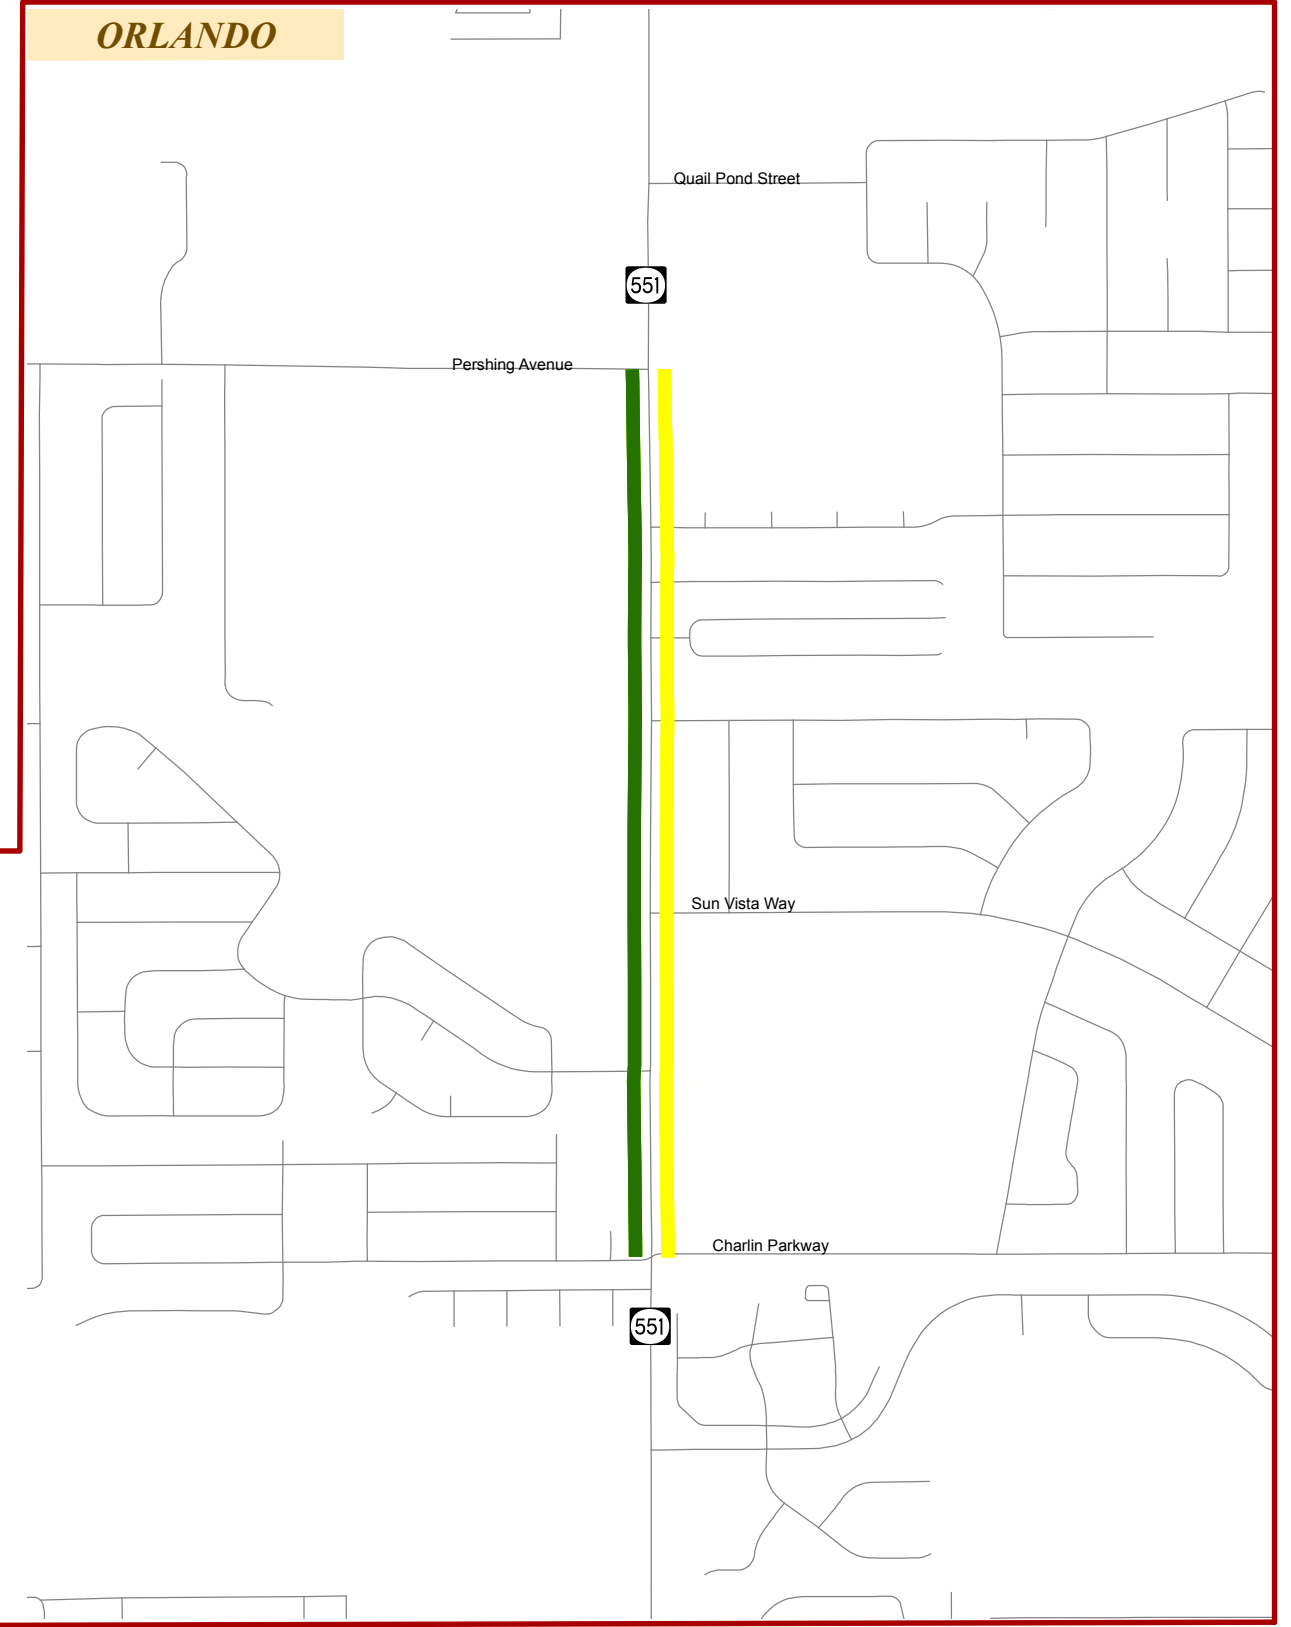 ORLANDO
Quail Pond Street
551
Pershing Avenue
Sun Vista Way
Charlin Parkway
551